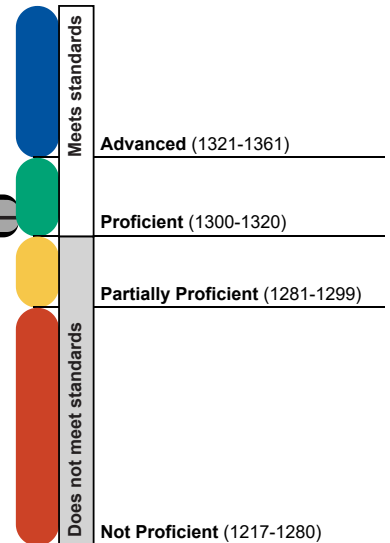 Meets standards
Advanced (1321-1361)
Proficient (1300-1320)
Does not meet standards
Partially Proficient (1281-1299)
Not Proficient (1217-1280)